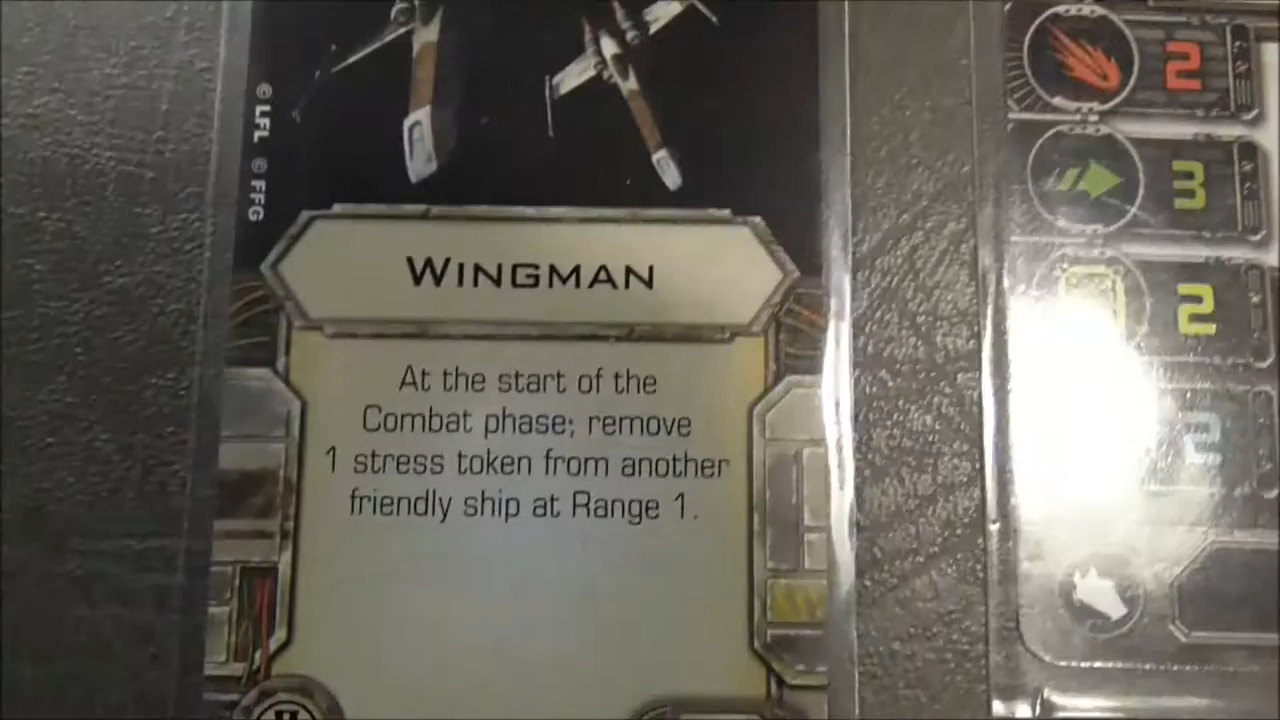 © LFL © FFG
WINGMAN
At the start of the
Combat phase; remove
1 stress token from another
friendly ship at Range 1.
2
3
2
2